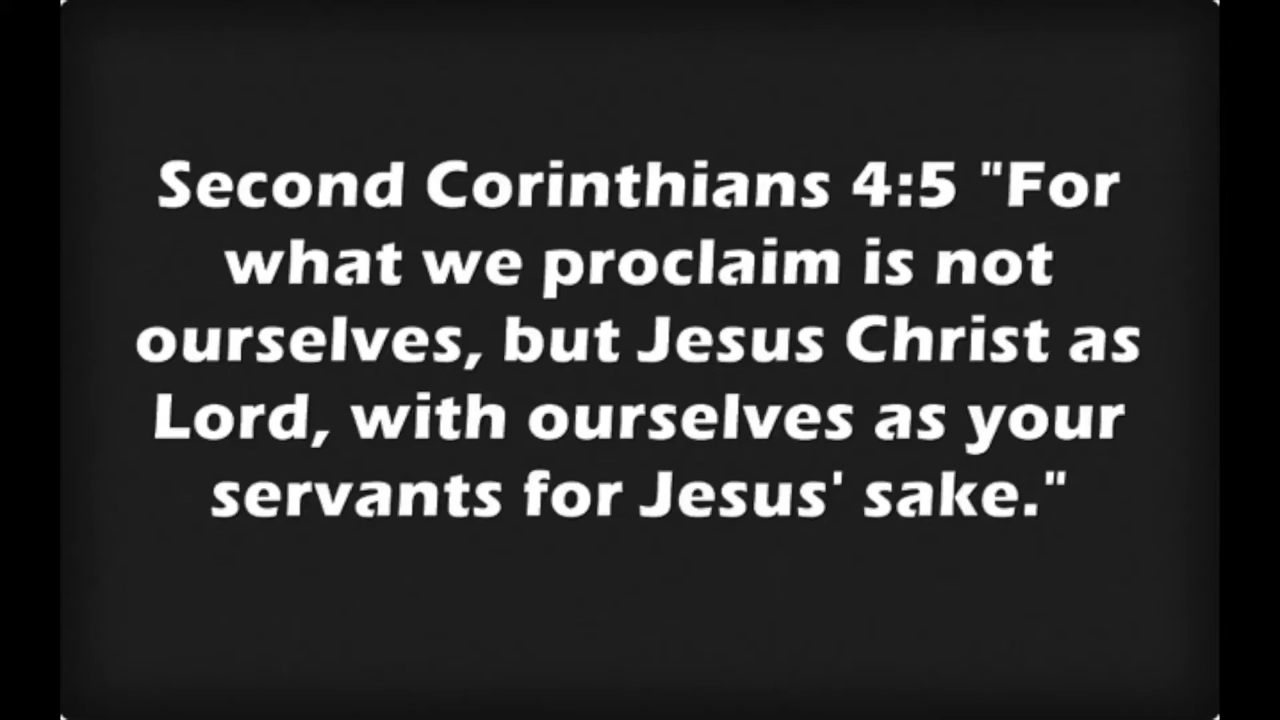 Second Corinthians 4:5 "For
what we proclaim is not
ourselves, but Jesus Christ as
Lord, with ourselves as your
servants for Jesus' sake."